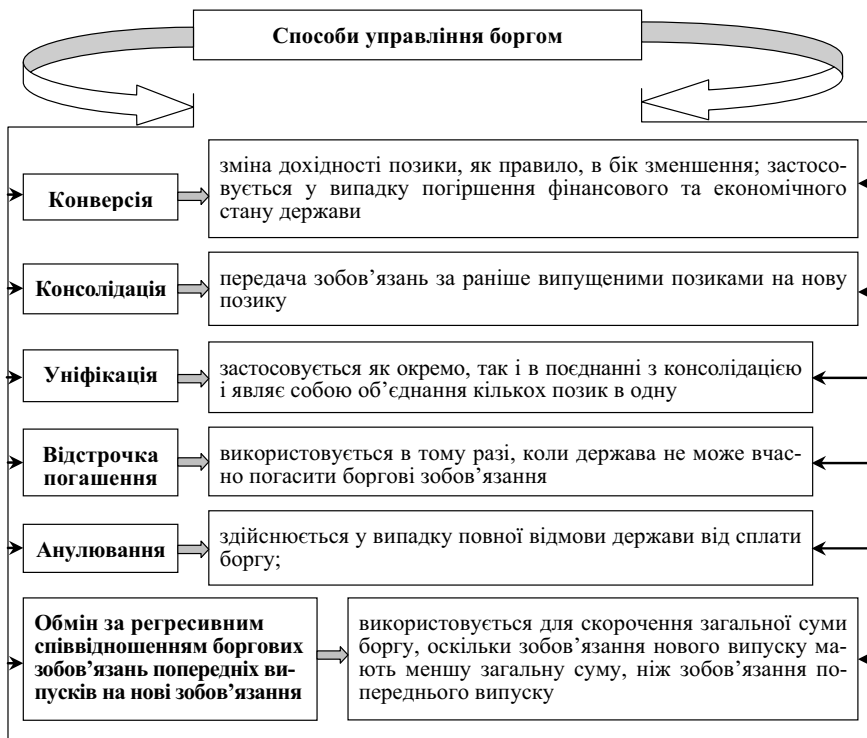 Способи управління боргом
Конверсія
зміна дохідності позики, як правило, в бік зменшення; застосо-
вується у випадку погіршення фінансового та економічного
стану держави
Консолідація
передача зобов’язань за раніше випущеними позиками на нову
позику
Уніфікація
застосовується як окремо, так і в поєднанні з консолідацією
і являє собою об’єднання кількох позик в одну
Відстрочка
погашення
використовується в тому разі, коли держава не може вчас-
но погасити боргові зобов’язання
Анулювання
здійснюється у випадку повної відмови держави від сплати
боргу;
Обмін за регресивним
співвідношенням боргових
зобов’язань попередніх ви-
пусків на нові зобов’язання
використовується для скорочення загальної суми
боргу, оскільки зобов’язання нового випуску ма-
ють меншу загальну суму, ніж зобов’язання по-
переднього випуску